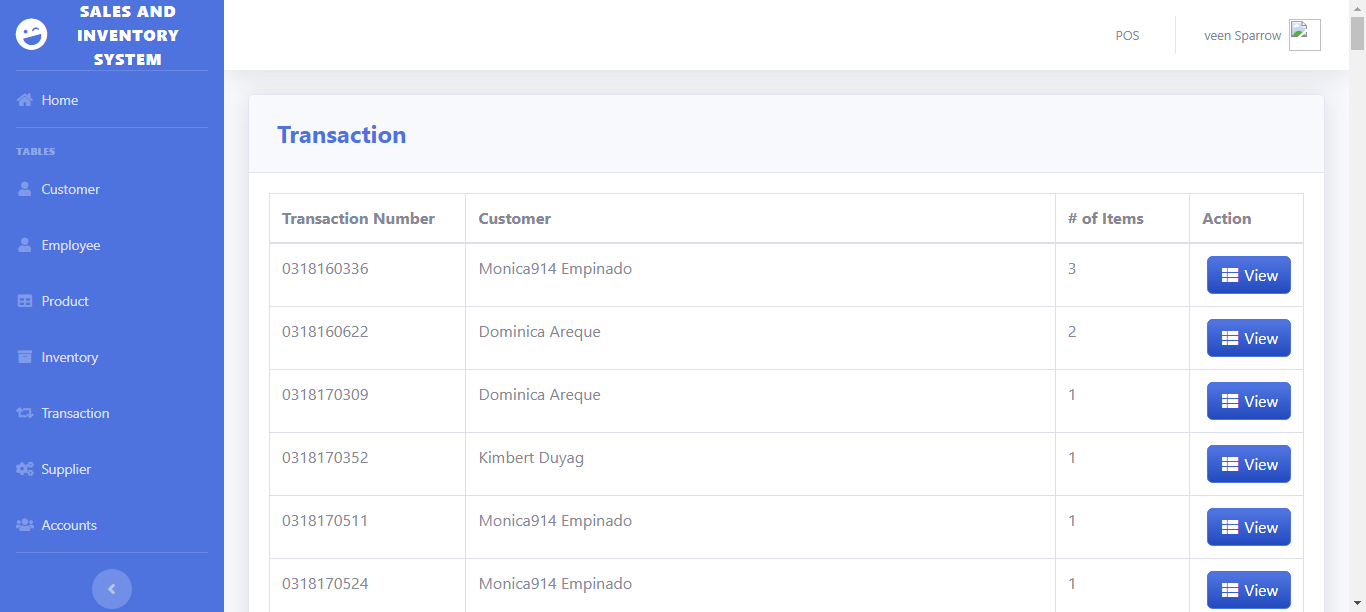 SALES AND
INVENTORY
SYSTEM
POS
veen Sparrow
Home
TABLES
Customer
Employee
Product
Inventory
Transaction
Supplier
Accounts
Transaction
Transaction Number Customer # of Items Action
0318160336 Monica914 Empinado 3 View
0318160622 Dominica Areque 2 View
0318170309 Dominica Areque 1 View
0318170352 Kimbert Duyag 1 View
0318170511 Monica914 Empinado 1 View
0318170524 Monica914 Empinado 1 View